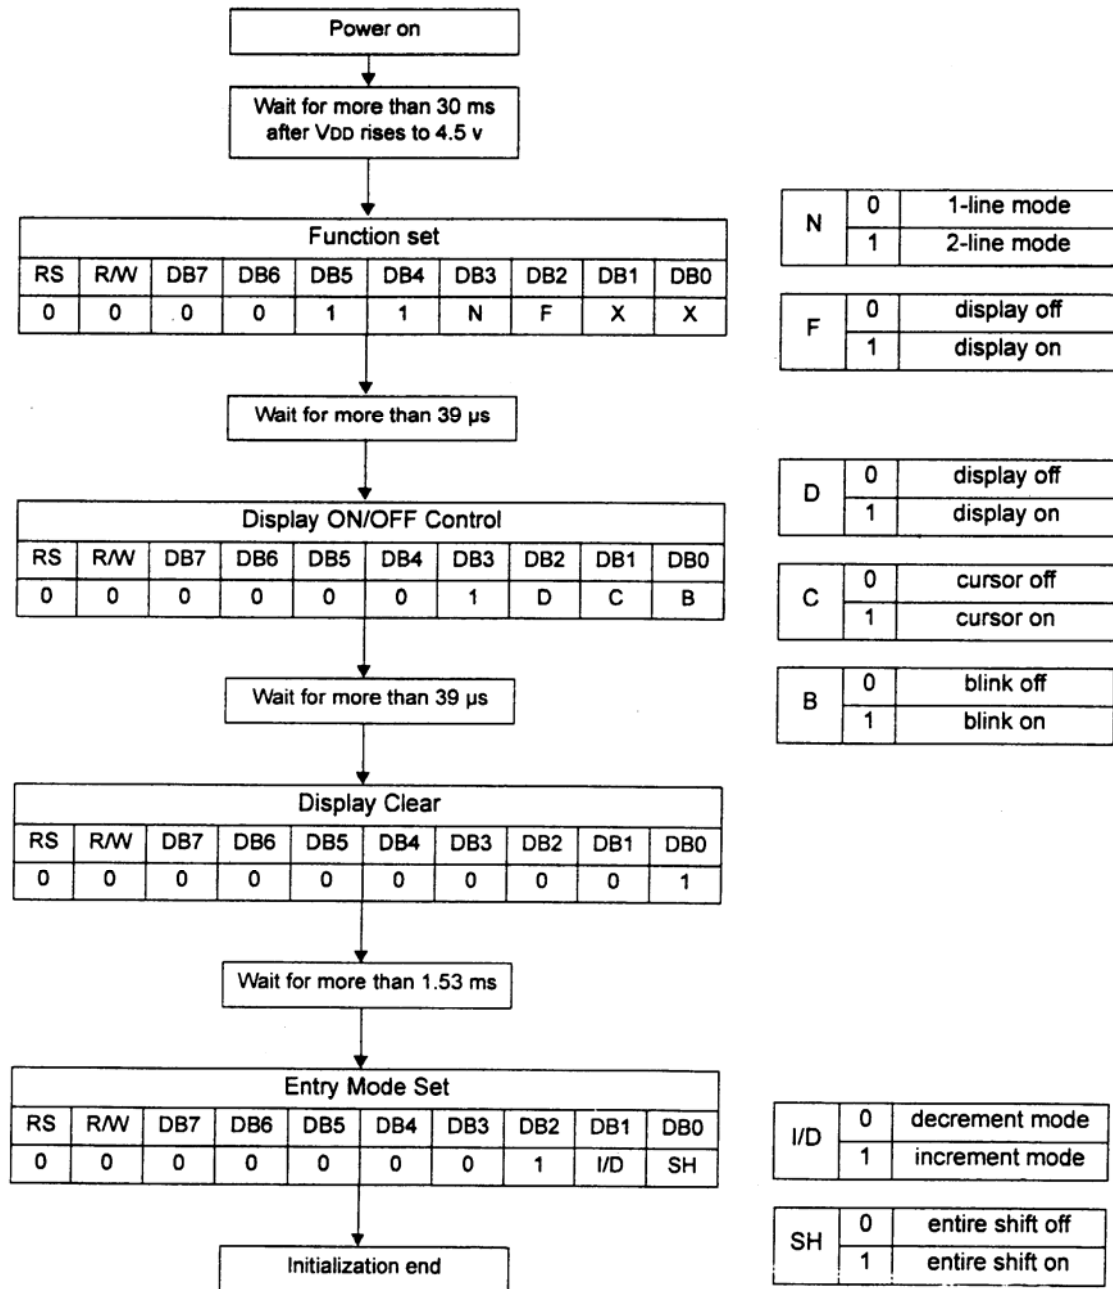 Power on
Wait for more than 30 ms
after VDD rises to 4.5 v
Function set
RS R/W DB7 DB6 DB5 DB4 DB3 DB2 DB1 DB0
0 0 0 0 1 1 N F X X
N 0 1-line mode
1 2-line mode
F 0 display off
1 display on
Wait for more than 39 µs
Display ON/OFF Control
RS R/W DB7 DB6 DB5 DB4 DB3 DB2 DB1 DB0
0 0 0 0 0 0 1 D C B
D 0 display off
1 display on
C 0 cursor off
1 cursor on
B 0 blink off
1 blink on
Wait for more than 39 µs
Display Clear
RS R/W DB7 DB6 DB5 DB4 DB3 DB2 DB1 DB0
0 0 0 0 0 0 0 0 0 1
Wait for more than 1.53 ms
Entry Mode Set
RS R/W DB7 DB6 DB5 DB4 DB3 DB2 DB1 DB0
0 0 0 0 0 0 0 1 I/D SH
I/D 0 decrement mode
1 increment mode
SH 0 entire shift off
1 entire shift on
Initialization end